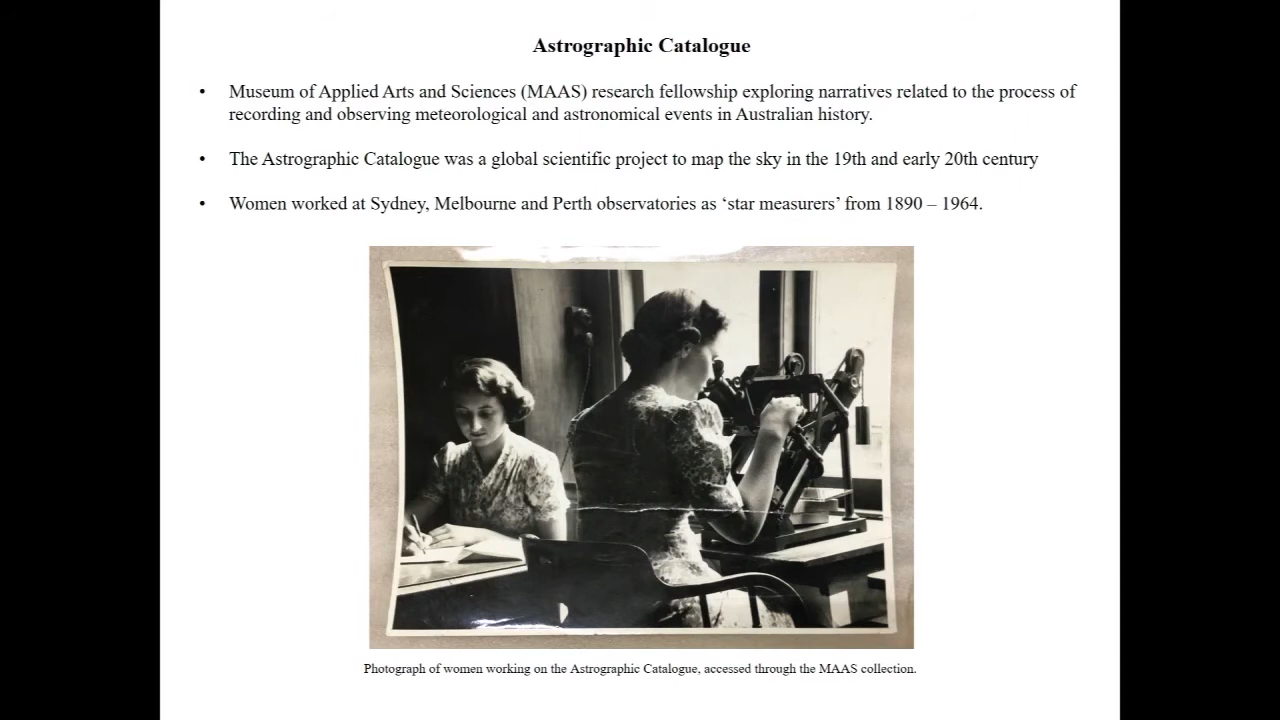 Astrographic Catalogue
• Museum of Applied Arts and Sciences (MAAS) research fellowship exploring narratives related to the process of
recording and observing meteorological and astronomical events in Australian history.
• The Astrographic Catalogue was a global scientific project to map the sky in the 19th and early 20th century
• Women worked at Sydney, Melbourne and Perth observatories as ‘star measurers’ from 1890 – 1964.
Photograph of women working on the Astrographic Catalogue, accessed through the MAAS collection.